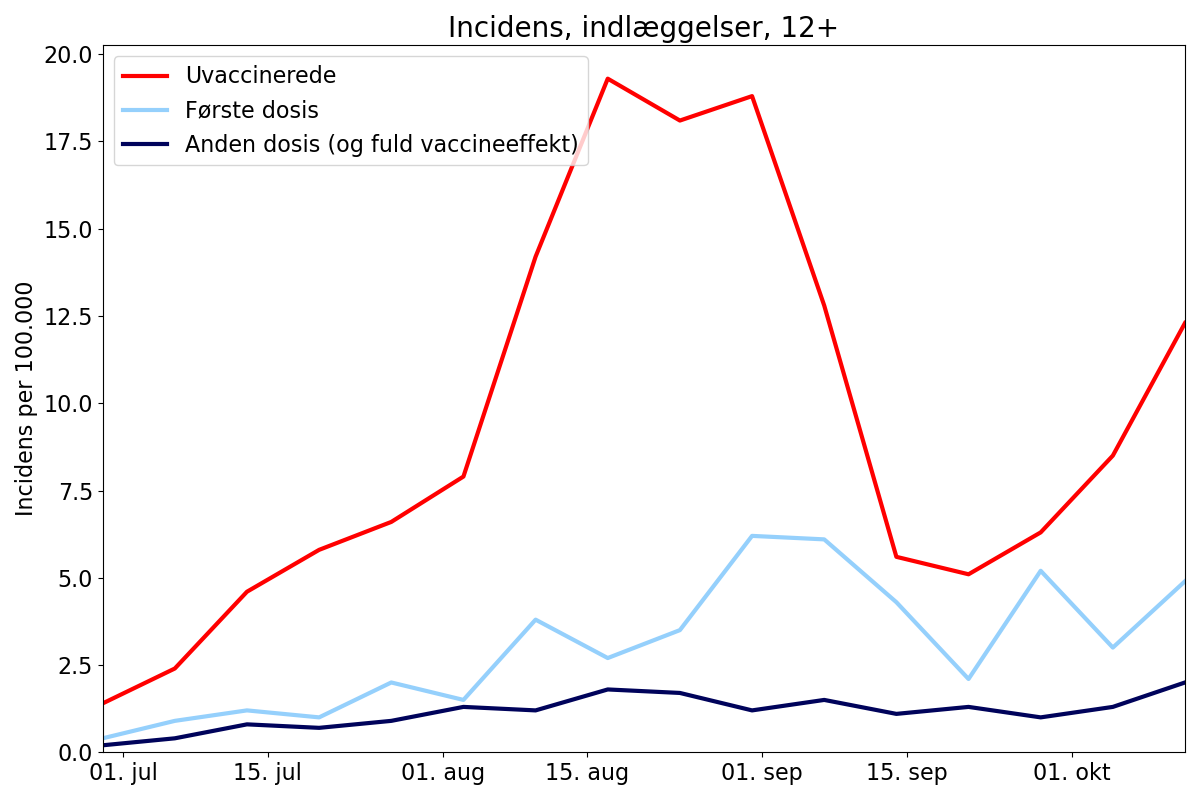 Incidens, indlæggelser, 12+
Uvaccinerede
Første dosis
Anden dosis (og fuld vaccineeffekt)
Incidens per 100.000
20.0
17.5
15.0
12.5
10.0
7.5
5.0
2.5
0.0
01. jul 15. jul 01. aug 15. aug 01. sep 15. sep 01. okt